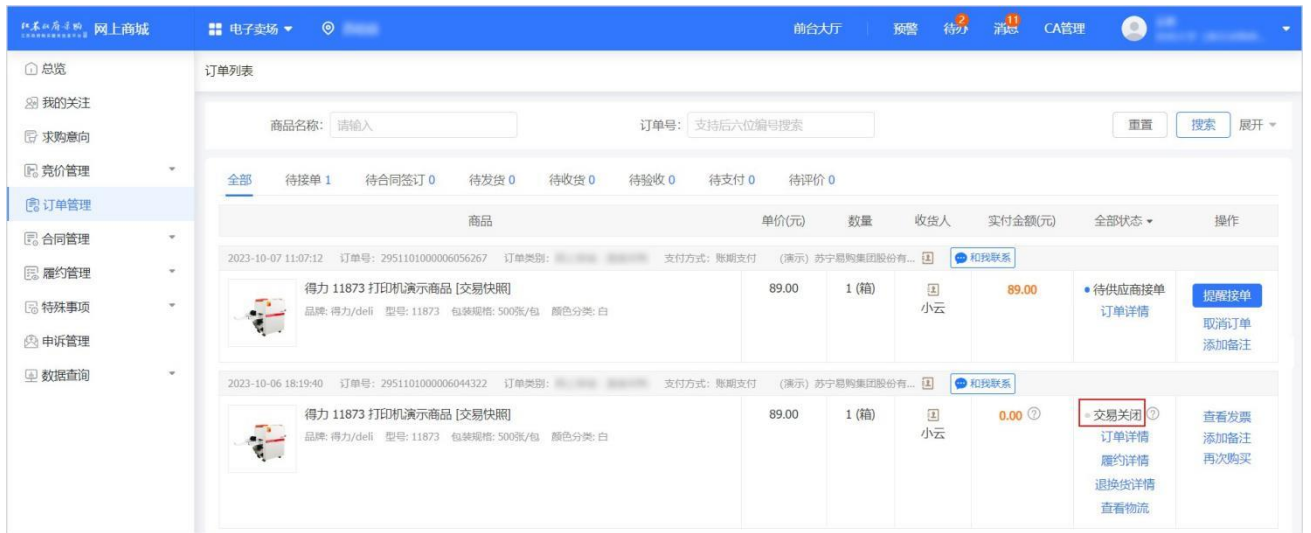 网上商城
电子卖场
前台大厅
预警
待办 2
消息 11
CA管理
总览
我的关注
求购意向
竞价管理
订单管理
合同管理
履约管理
特殊事项
申诉管理
数据查询
订单列表
商品名称： 请输入
订单号： 支持后六位编号搜索
重置 搜索 展开
全部 待接单 1 待合同签订 0 待发货 0 待收货 0 待验收 0 待支付 0 待评价 0
商品 单价(元) 数量 收货人 实付金额(元) 全部状态 操作
2023-10-07 11:07:12 订单号：2951101000006056267 订单类别： 支付方式：账期支付 (演示) 苏宁易购集团股份有... 和我联系
得力 11873 打印机演示商品 [交易快照] 89.00 1 (箱) 小云 89.00 待供应商接单 提醒接单
品牌: 得力/deli 型号: 11873 包装规格: 500张/包 颜色分类: 白 订单详情 取消订单
添加备注
2023-10-06 18:19:40 订单号：2951101000006044322 订单类别： 支付方式：账期支付 (演示) 苏宁易购集团股份有... 和我联系
得力 11873 打印机演示商品 [交易快照] 89.00 1 (箱) 小云 0.00 交易关闭 查看发票
品牌: 得力/deli 型号: 11873 包装规格: 500张/包 颜色分类: 白 订单详情 添加备注
履约详情 再次购买
退换货详情
查看物流